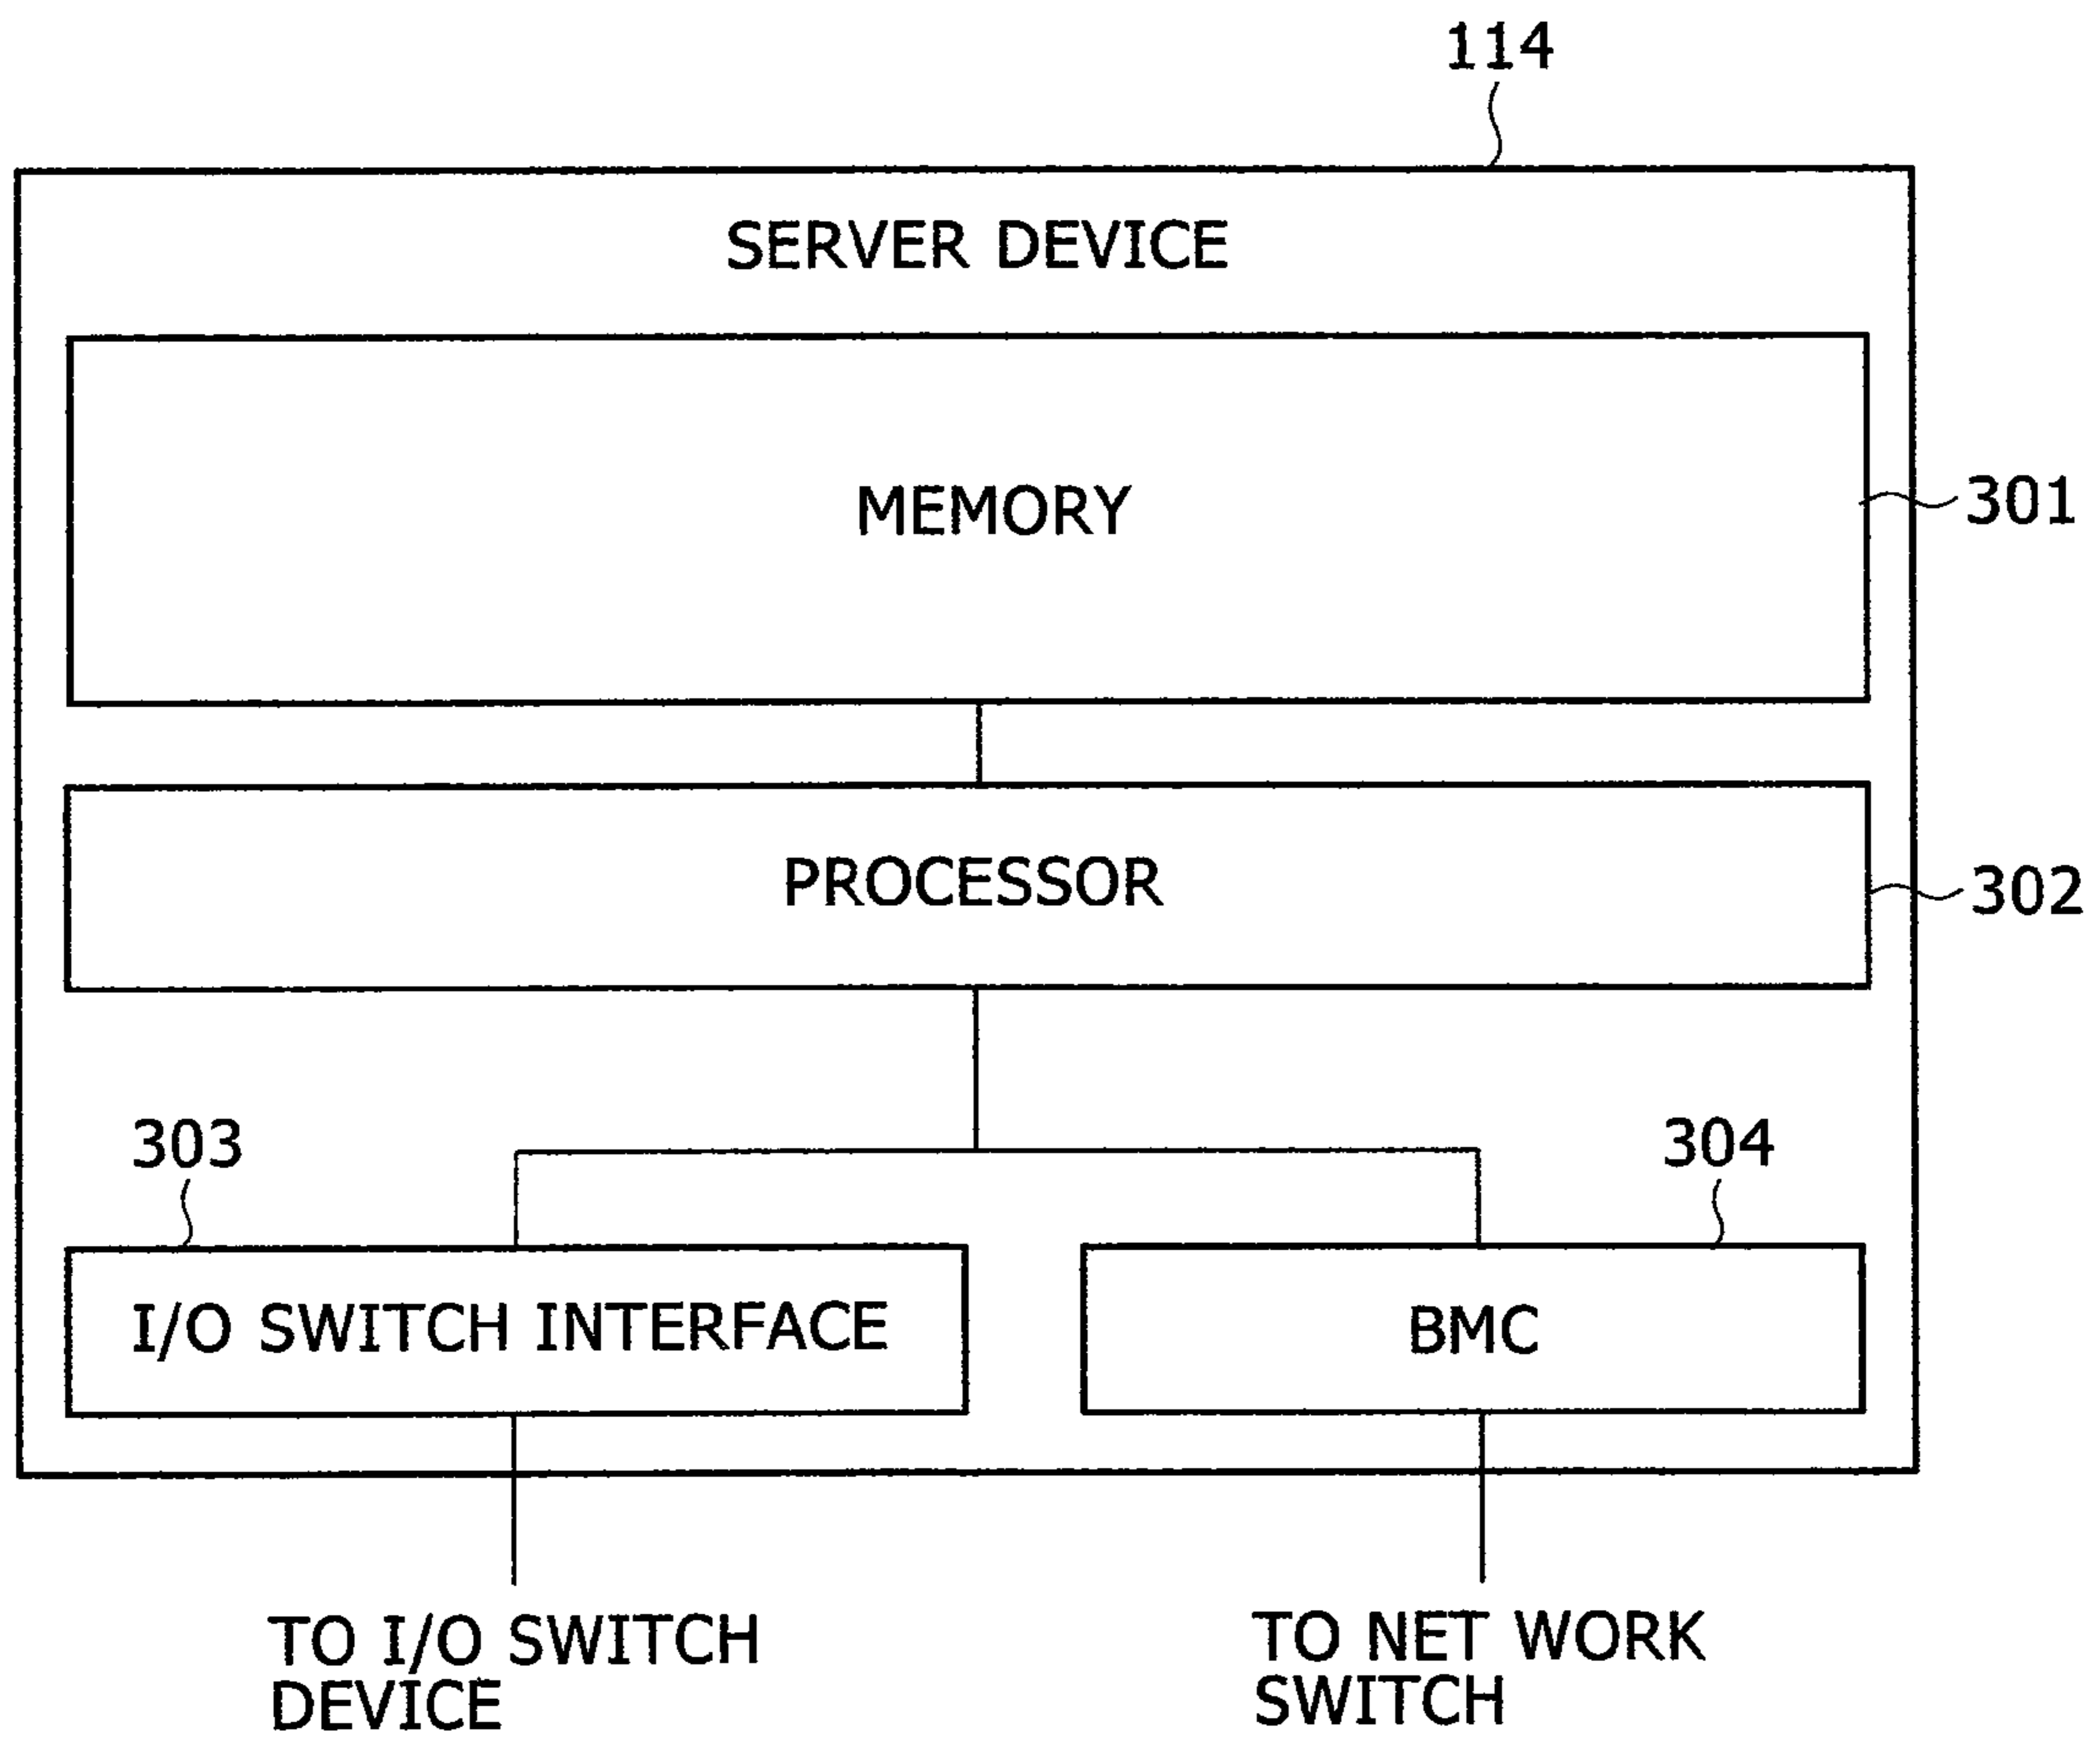 114
SERVER DEVICE
MEMORY
301
PROCESSOR
302
303
304
I/O SWITCH INTERFACE
BMC
TO I/O SWITCH
DEVICE
TO NET WORK
SWITCH